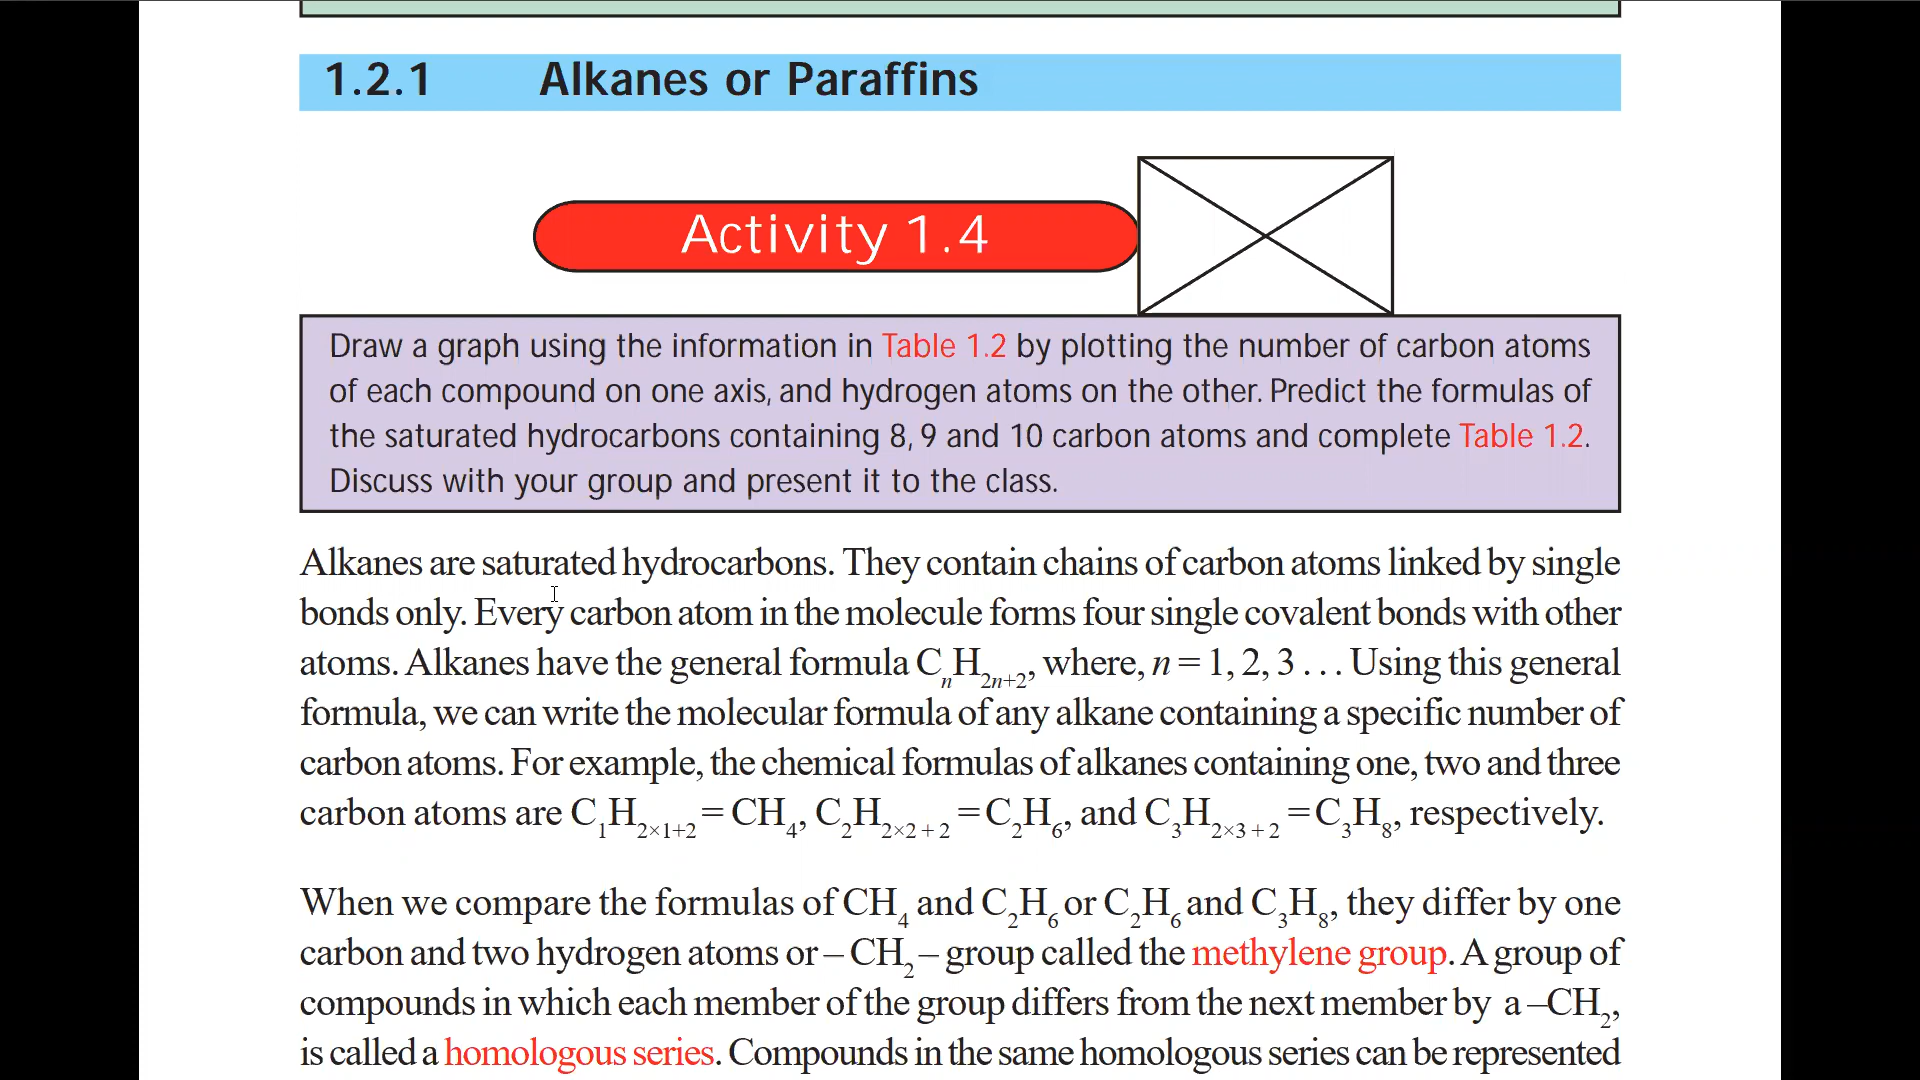 1.2.1 Alkanes or Paraffins
Activity 1.4
Draw a graph using the information in Table 1.2 by plotting the number of carbon atoms
of each compound on one axis, and hydrogen atoms on the other. Predict the formulas of
the saturated hydrocarbons containing 8, 9 and 10 carbon atoms and complete Table 1.2.
Discuss with your group and present it to the class.
Alkanes are saturated hydrocarbons. They contain chains of carbon atoms linked by single
bonds only. Every carbon atom in the molecule forms four single covalent bonds with other
atoms. Alkanes have the general formula CₙH₂ₙ₊₂, where, n = 1, 2, 3 . . . Using this general
formula, we can write the molecular formula of any alkane containing a specific number of
carbon atoms. For example, the chemical formulas of alkanes containing one, two and three
carbon atoms are C₁H₂×₁₊₂ = CH₄, C₂H₂×₂ ₊ ₂ = C₂H₆, and C₃H₂×₃ ₊ ₂ = C₃H₈, respectively.
When we compare the formulas of CH₄ and C₂H₆ or C₂H₆ and C₃H₈, they differ by one
carbon and two hydrogen atoms or – CH₂ – group called the methylene group. A group of
compounds in which each member of the group differs from the next member by a –CH₂,
is called a homologous series. Compounds in the same homologous series can be represented